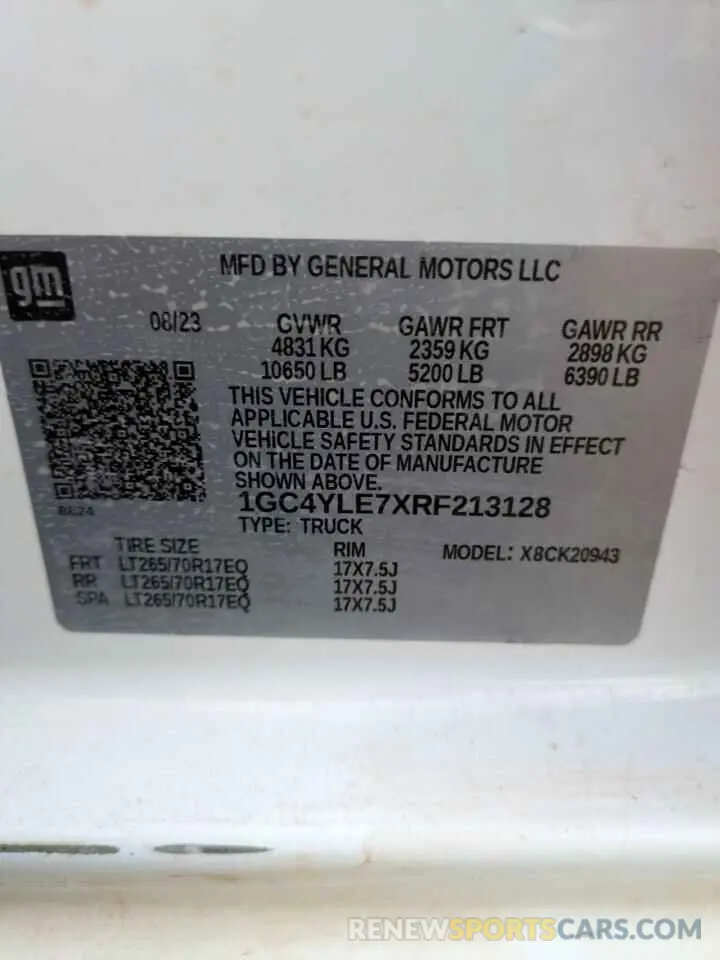 gm
MFD BY GENERAL MOTORS LLC
08/23 GVWR GAWR FRT GAWR RR
4831 KG 2359 KG 2898 KG
10650 LB 5200 LB 6390 LB
THIS VEHICLE CONFORMS TO ALL
APPLICABLE U.S. FEDERAL MOTOR
VEHICLE SAFETY STANDARDS IN EFFECT
ON THE DATE OF MANUFACTURE
SHOWN ABOVE.
1GC4YLE7XRF213128
TYPE: TRUCK
TIRE SIZE RIM MODEL: X8CK20943
FRT LT265/70R17EQ 17X7.5J
RR LT265/70R17EQ 17X7.5J
SPA LT265/70R17EQ 17X7.5J
RENEWSPORTSCARS.COM